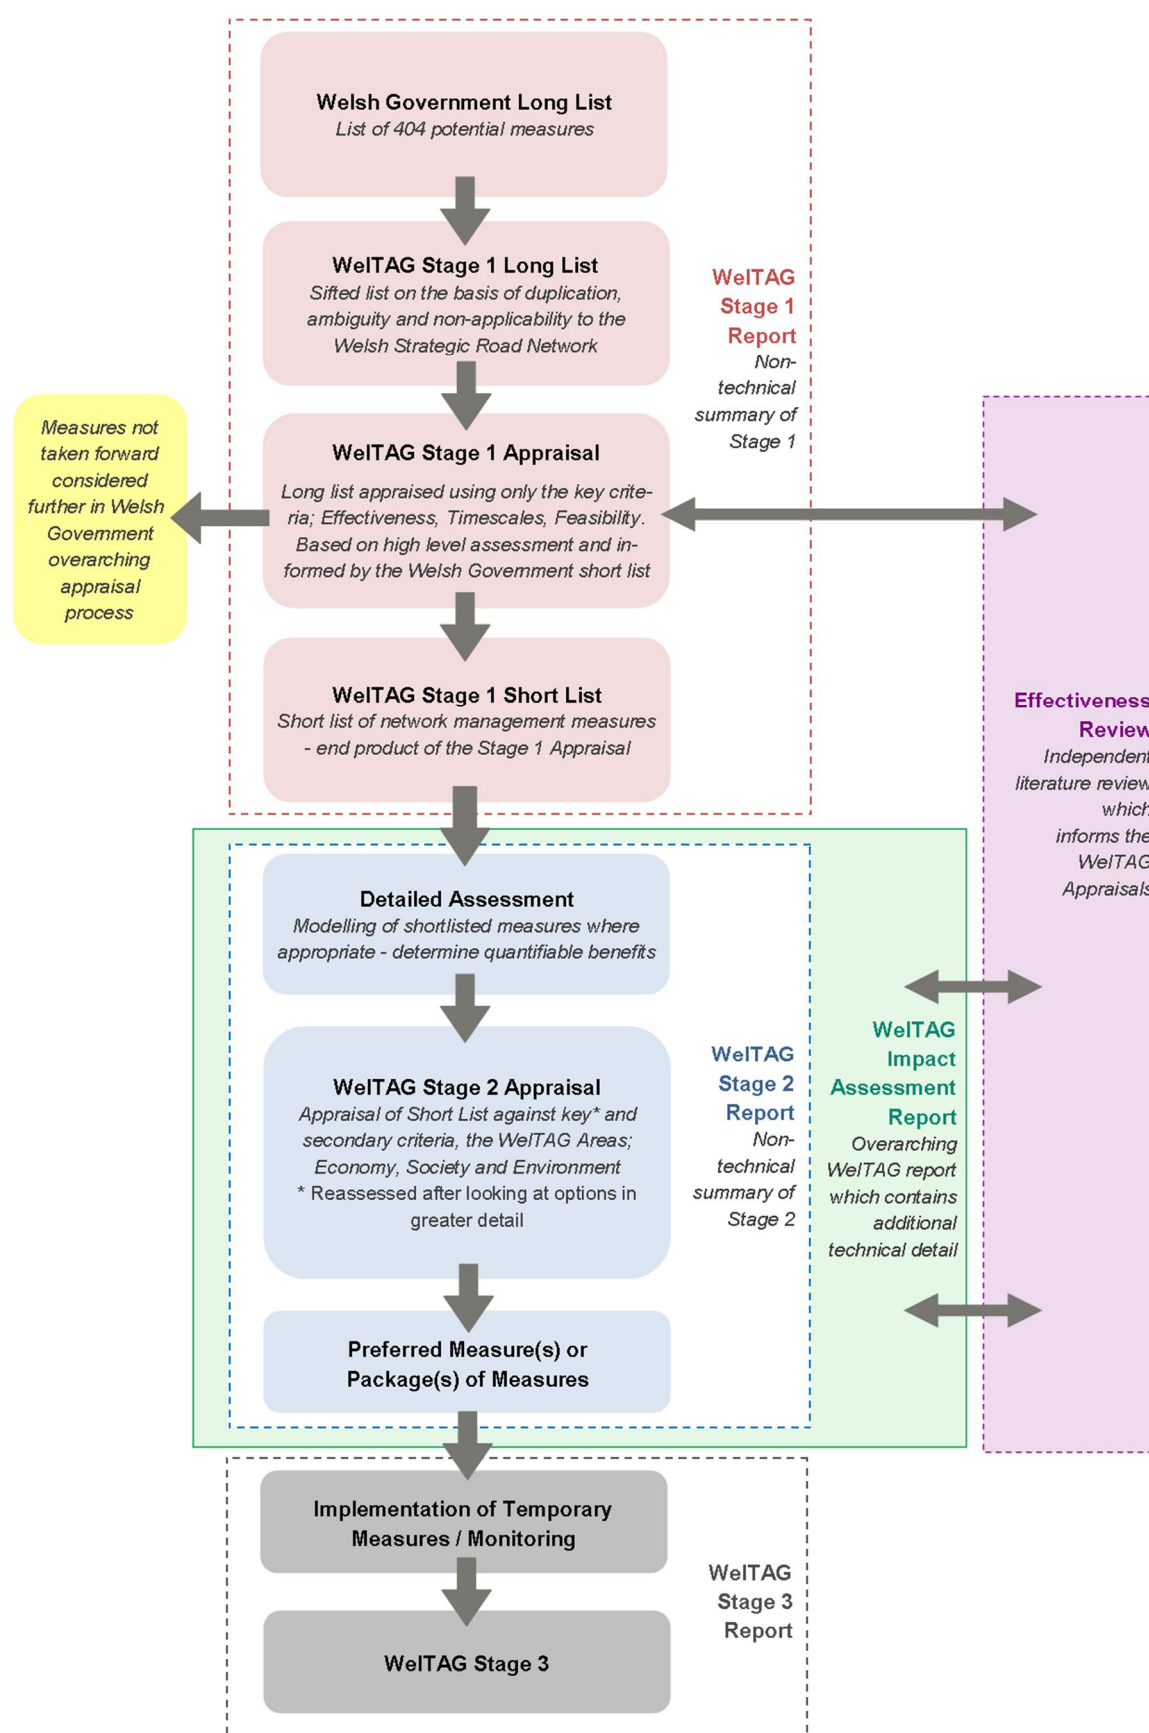 Welsh Government Long List
List of 404 potential measures
WelTAG Stage 1 Long List
Sifted list on the basis of duplication,
ambiguity and non-applicability to the
Welsh Strategic Road Network
WelTAG
Stage 1
Report
Non-
technical
summary of
Stage 1
Measures not
taken forward
considered
further in Welsh
Government
overarching
appraisal
process
WelTAG Stage 1 Appraisal
Long list appraised using only the key crite-
ria; Effectiveness, Timescales, Feasibility.
Based on high level assessment and in-
formed by the Welsh Government short list
WelTAG Stage 1 Short List
Short list of network management measures
- end product of the Stage 1 Appraisal
Effectiveness
Review
Independent
literature review
which
informs the
WelTAG
Appraisals
Detailed Assessment
Modelling of shortlisted measures where
appropriate - determine quantifiable benefits
WelTAG Stage 2 Appraisal
Appraisal of Short List against key* and
secondary criteria, the WelTAG Areas;
Economy, Society and Environment
* Reassessed after looking at options in
greater detail
WelTAG
Stage 2
Report
Non-
technical
summary of
Stage 2
WelTAG
Impact
Assessment
Report
Overarching
WelTAG report
which contains
additional
technical detail
Preferred Measure(s) or
Package(s) of Measures
Implementation of Temporary
Measures / Monitoring
WelTAG
Stage 3
Report
WelTAG Stage 3